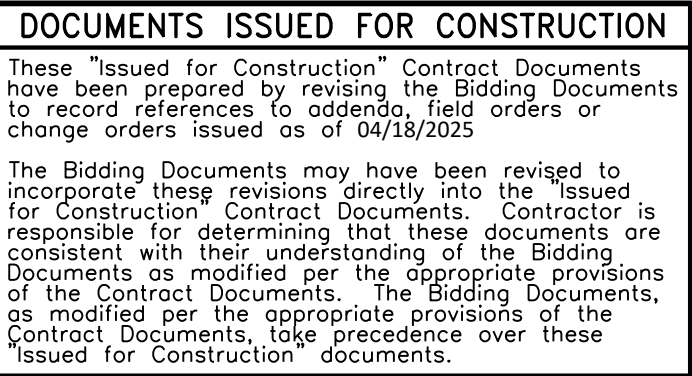 DOCUMENTS ISSUED FOR CONSTRUCTION
These "Issued for Construction" Contract Documents
have been prepared by revising the Bidding Documents
to record references to addenda, field orders or
change orders issued as of 04/18/2025
The Bidding Documents may have been revised to
incorporate these revisions directly into the "Issued
for Construction" Contract Documents.  Contractor is
responsible for determining that these documents are
consistent with their understanding of the Bidding
Documents as modified per the appropriate provisions
of the Contract Documents.  The Bidding Documents,
as modified per the appropriate provisions of the
Contract Documents, take precedence over these
"Issued for Construction" documents.